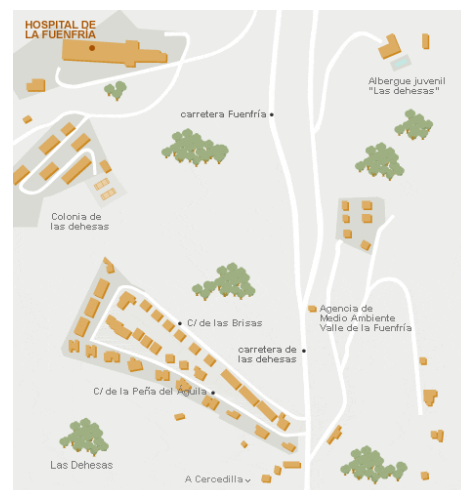 HOSPITAL DE
LA FUENFRÍA
Albergue juvenil
"Las dehesas"
carretera Fuenfría
Colonia de
las dehesas
Agencia de
Medio Ambiente
Valle de la Fuenfría
C/ de las Brisas
carretera de
las dehesas
C/ de la Peña del Aguila
Las Dehesas
A Cercedilla